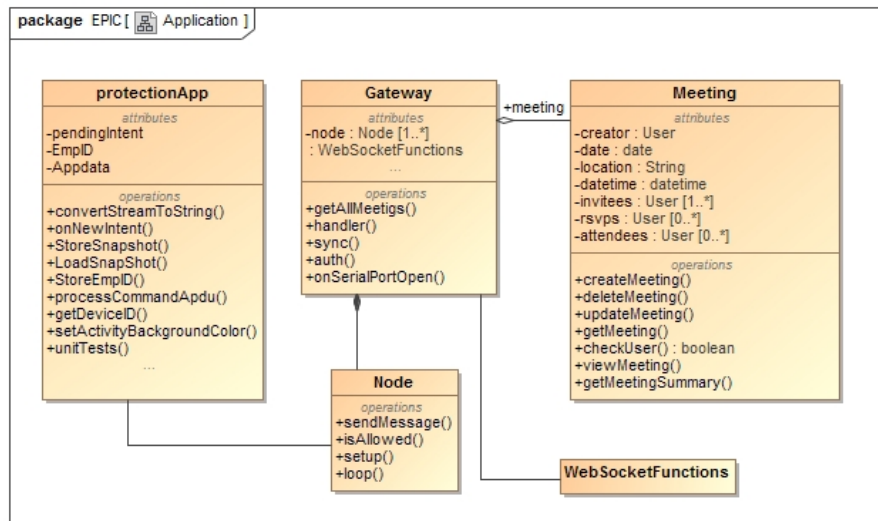 package EPIC [ Application ]
protectionApp
attributes
-pendingIntent
-EmpID
-Appdata
operations
+convertStreamToString()
+onNewIntent()
+StoreSnapshot()
+LoadSnapShot()
+StoreEmpID()
+processCommandApdu()
+getDeviceID()
+setActivityBackgroundColor()
+unitTests()
...
Gateway
attributes
-node : Node [1..*]
: WebSocketFunctions
...
operations
+getAllMeetigs()
+handler()
+sync()
+auth()
+onSerialPortOpen()
+meeting
Meeting
attributes
-creator : User
-date : date
-location : String
-datetime : datetime
-invitees : User [1..*]
-rsvps : User [0..*]
-attendees : User [0..*]
operations
+createMeeting()
+deleteMeeting()
+updateMeeting()
+getMeeting()
+checkUser() : boolean
+viewMeeting()
+getMeetingSummary()
Node
operations
+sendMessage()
+isAllowed()
+setup()
+loop()
WebSocketFunctions